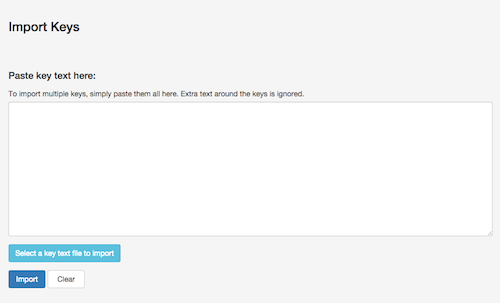 Import Keys
Paste key text here:
To import multiple keys, simply paste them all here. Extra text around the keys is ignored.
Select a key text file to import
Import Clear